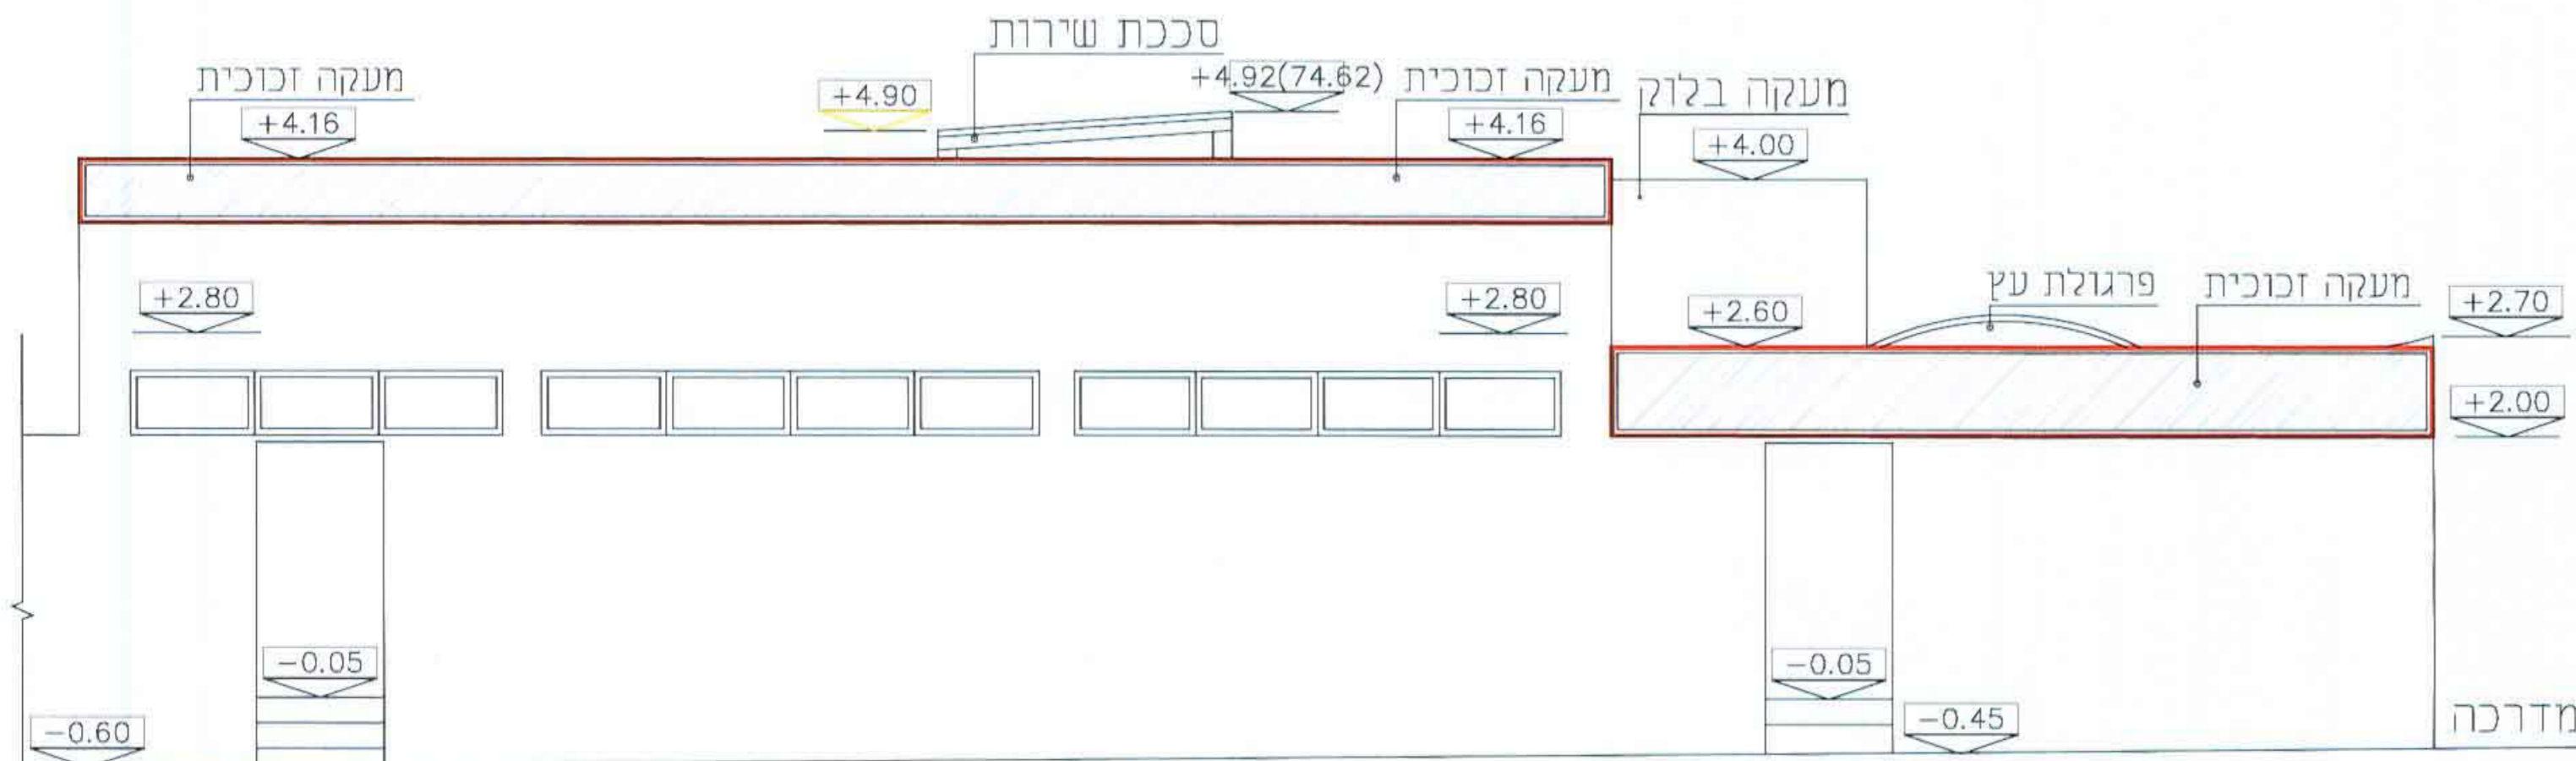 סככת שירות
מעקה זכוכית
+4.90
+4.92(74.62)
מעקה זכוכית
מעקה בלוק
+4.16
+4.16
+4.00
+2.80
+2.80
+2.60
פרגולת עץ
מעקה זכוכית
+2.70
+2.00
-0.05
-0.05
-0.60
-0.45
מדרכה